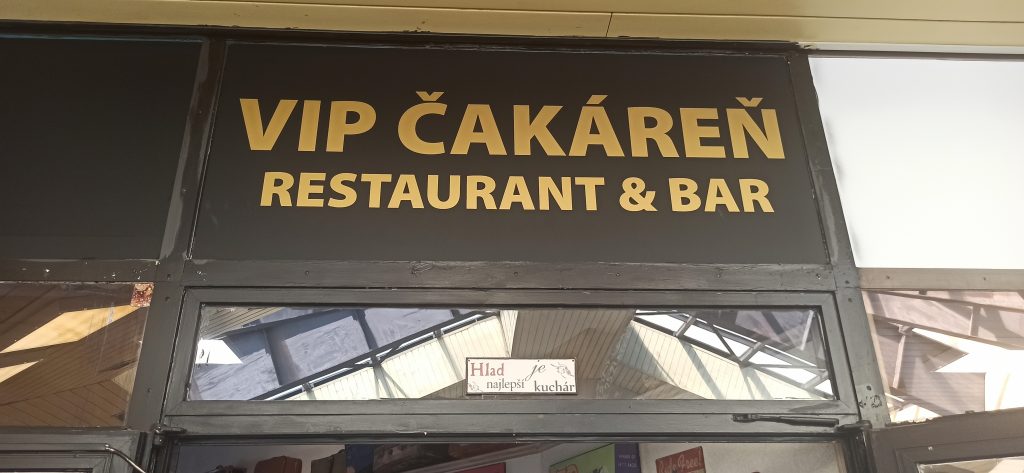 VIP ČAKÁREŇ
RESTAURANT & BAR
Hlad je
najlepší kuchár